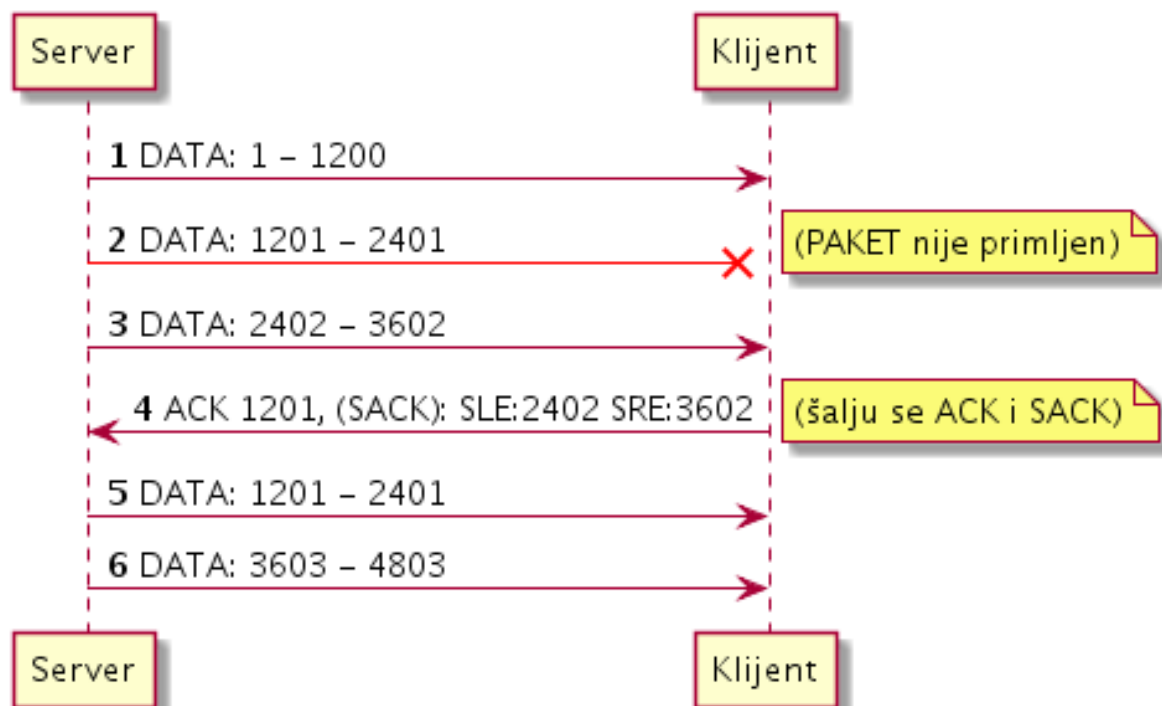 Server Klijent
1 DATA: 1 – 1200
2 DATA: 1201 – 2401
(PAKET nije primljen)
3 DATA: 2402 – 3602
4 ACK 1201, (SACK): SLE:2402 SRE:3602
(šalju se ACK i SACK)
5 DATA: 1201 – 2401
6 DATA: 3603 – 4803
Server Klijent